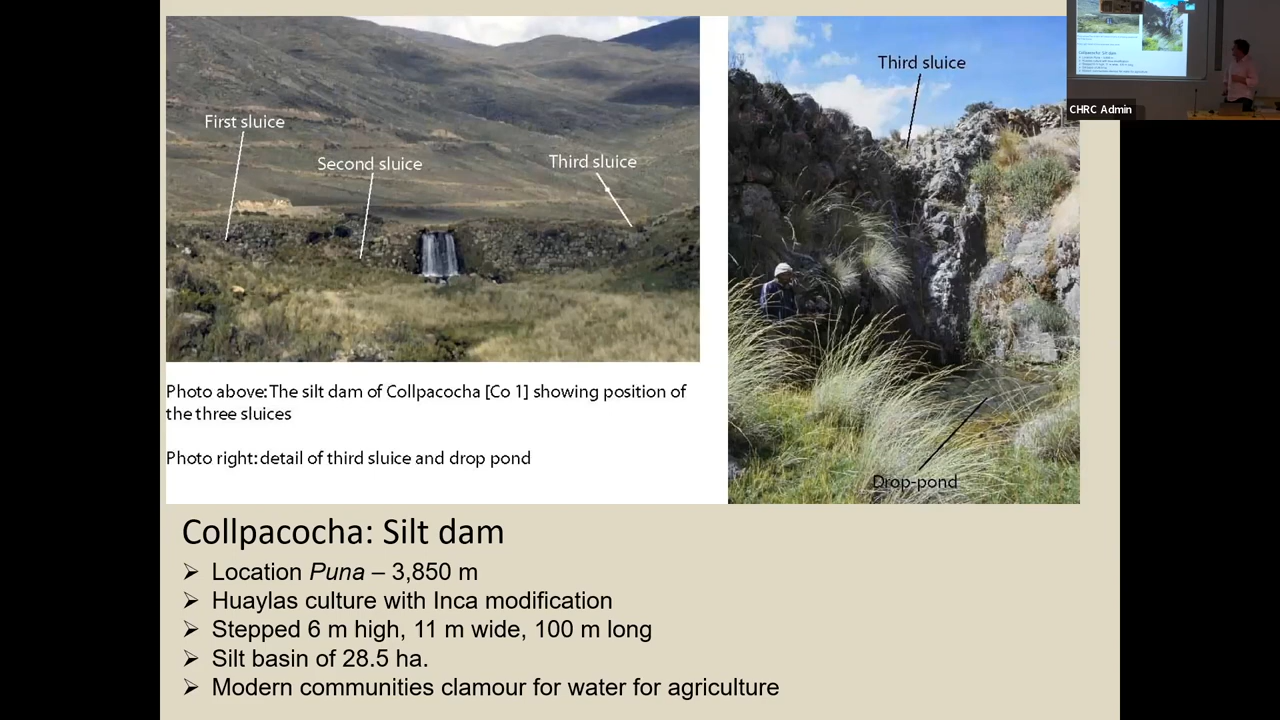 First sluice
Second sluice
Third sluice
Third sluice
Drop-pond
CHRC Admin
Photo above: The silt dam of Collpacocha [Co 1] showing position of
the three sluices
Photo right: detail of third sluice and drop pond
Collpacocha: Silt dam
➢ Location Puna – 3,850 m
➢ Huaylas culture with Inca modification
➢ Stepped 6 m high, 11 m wide, 100 m long
➢ Silt basin of 28.5 ha.
➢ Modern communities clamour for water for agriculture
Collpacocha: Silt dam